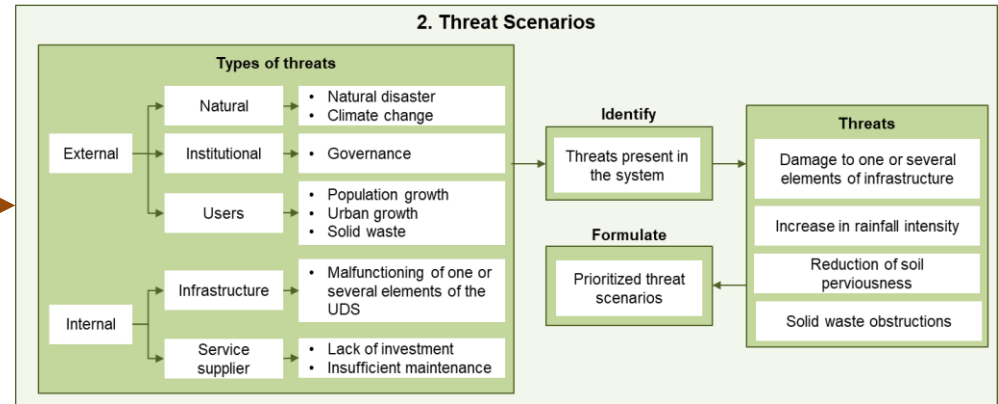 2. Threat Scenarios
Types of threats
External
Natural
• Natural disaster
• Climate change
Institutional
• Governance
Users
• Population growth
• Urban growth
• Solid waste
Internal
Infrastructure
• Malfunctioning of one or
several elements of the
UDS
Service
supplier
• Lack of investment
• Insufficient maintenance
Identify
Threats present in
the system
Threats
Damage to one or several
elements of infrastructure
Increase in rainfall intensity
Reduction of soil
perviousness
Solid waste obstructions
Formulate
Prioritized threat
scenarios